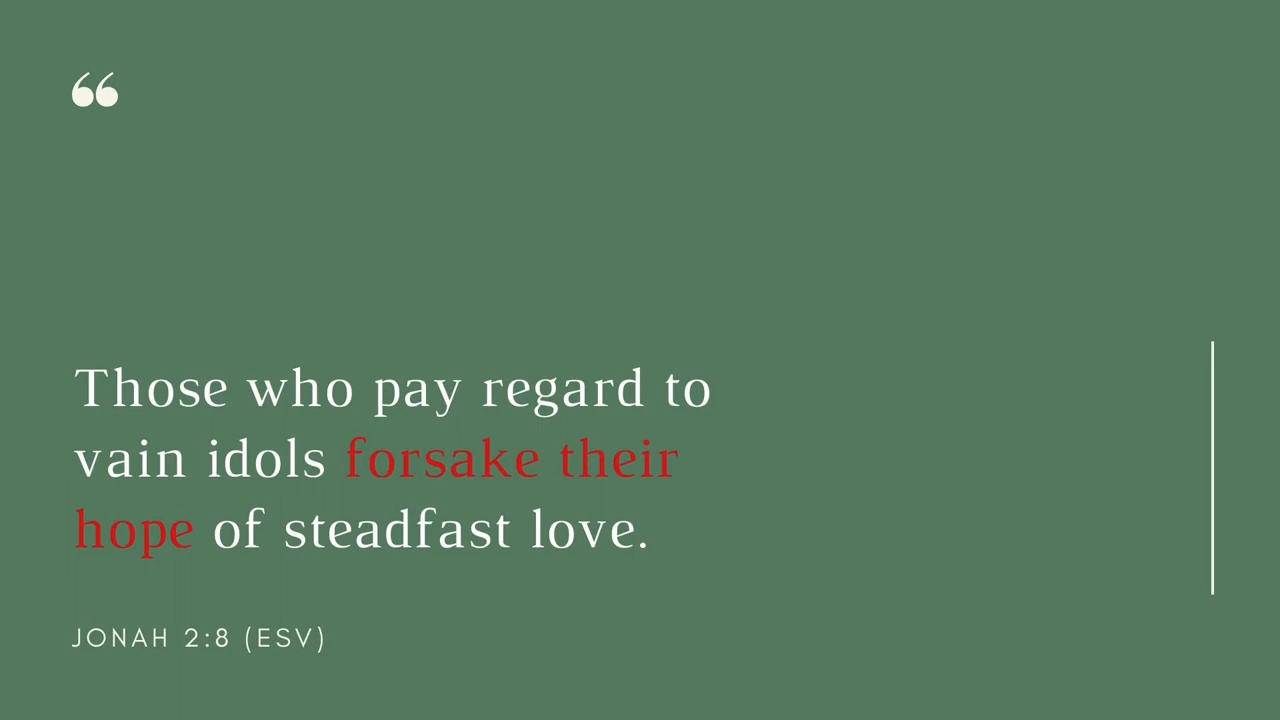 “
Those who pay regard to
vain idols forsake their
hope of steadfast love.
JONAH 2:8 (ESV)